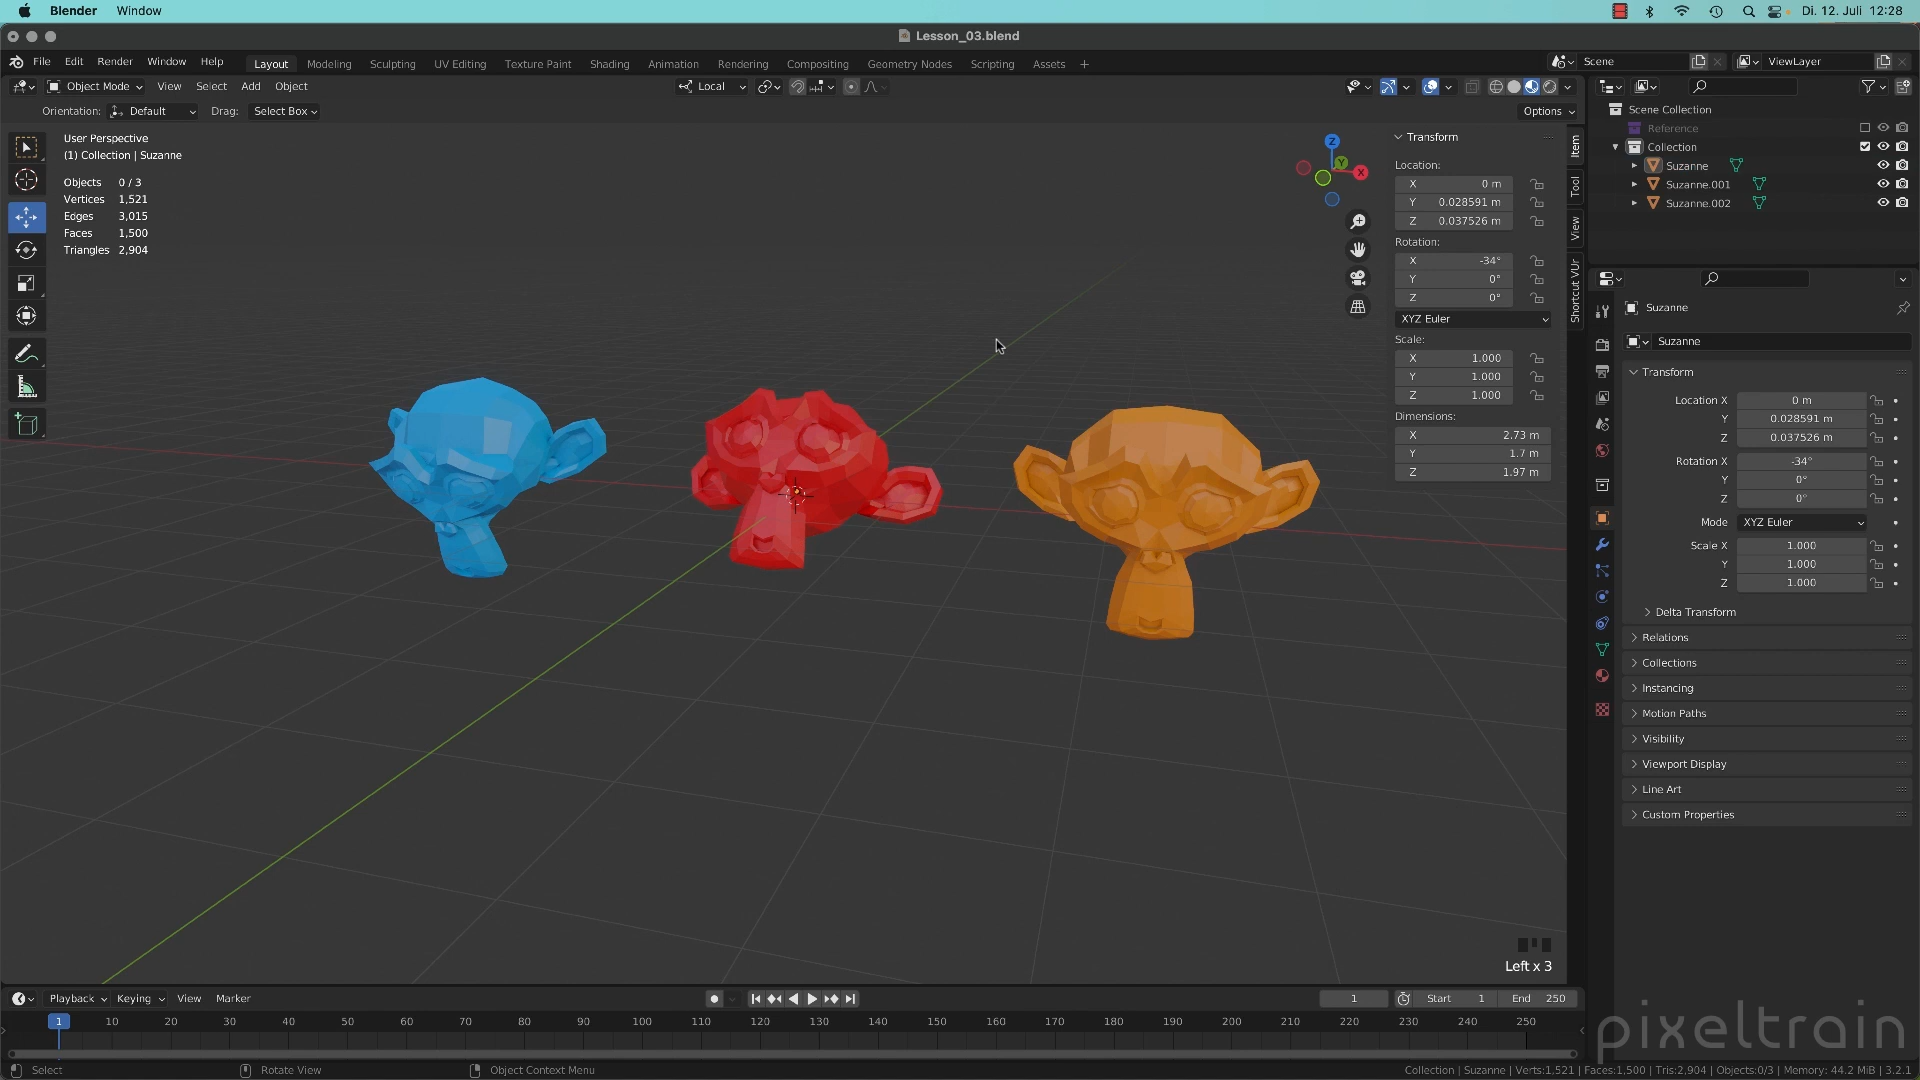 Blender Window Di. 12. Juli 12:28
Lesson_03.blend
File Edit Render Window Help Layout Modeling Sculpting UV Editing Texture Paint Shading Animation Rendering Compositing Geometry Nodes Scripting Assets + Scene ViewLayer
Object Mode View Select Add Object Local
Orientation: Default Drag: Select Box Options
User Perspective
(1) Collection | Suzanne
Objects 0 / 3
Vertices 1,521
Edges 3,015
Faces 1,500
Triangles 2,904
Z
Y
X
Transform
Location:
X 0 m
Y 0.028591 m
Z 0.037526 m
Rotation:
X -34°
Y 0°
Z 0°
XYZ Euler
Scale:
X 1.000
Y 1.000
Z 1.000
Dimensions:
X 2.73 m
Y 1.7 m
Z 1.97 m
Item
Tool
View
Shortcut VUr
Scene Collection
Reference
Collection
Suzanne
Suzanne.001
Suzanne.002
Suzanne
Suzanne
Transform
Location X 0 m
Y 0.028591 m
Z 0.037526 m
Rotation X -34°
Y 0°
Z 0°
Mode XYZ Euler
Scale X 1.000
Y 1.000
Z 1.000
Delta Transform
Relations
Collections
Instancing
Motion Paths
Visibility
Viewport Display
Line Art
Custom Properties
Left x 3
Playback Keying View Marker 1 Start 1 End 250
1 10 20 30 40 50 60 70 80 90 100 110 120 130 140 150 160 170 180 190 200 210 220 230 240 250
pixeltrain
Select Rotate View Object Context Menu Collection | Suzanne | Verts:1,521 | Faces:1,500 | Tris:2,904 | Objects:0/3 | Memory: 44.2 MiB | 3.2.1